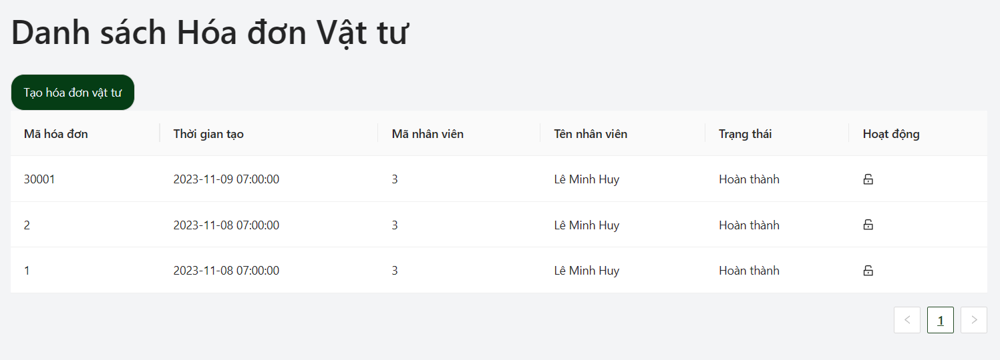 Danh sách Hóa đơn Vật tư
Tạo hóa đơn vật tư
Mã hóa đơn Thời gian tạo Mã nhân viên Tên nhân viên Trạng thái Hoạt động
30001 2023-11-09 07:00:00 3 Lê Minh Huy Hoàn thành
2 2023-11-08 07:00:00 3 Lê Minh Huy Hoàn thành
1 2023-11-08 07:00:00 3 Lê Minh Huy Hoàn thành
1